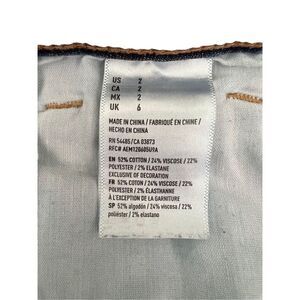 US 2
CA 2
MX 2
UK 6
MADE IN CHINA / FABRIQUÉ EN CHINE /
HECHO EN CHINA
RN 54485/CA 03873
RFC# AEM120605U9A
EN 52% COTTON / 24% VISCOSE / 22%
POLYESTER / 2% ELASTANE
EXCLUSIVE OF DECORATION
FR 52% COTON / 24% VISCOSE / 22%
POLYESTER / 2% ÉLASTHANNE
À L'EXCEPTION DE LA GARNITURE
SP 52% algodón / 24% viscosa / 22%
poliéster / 2% elastano